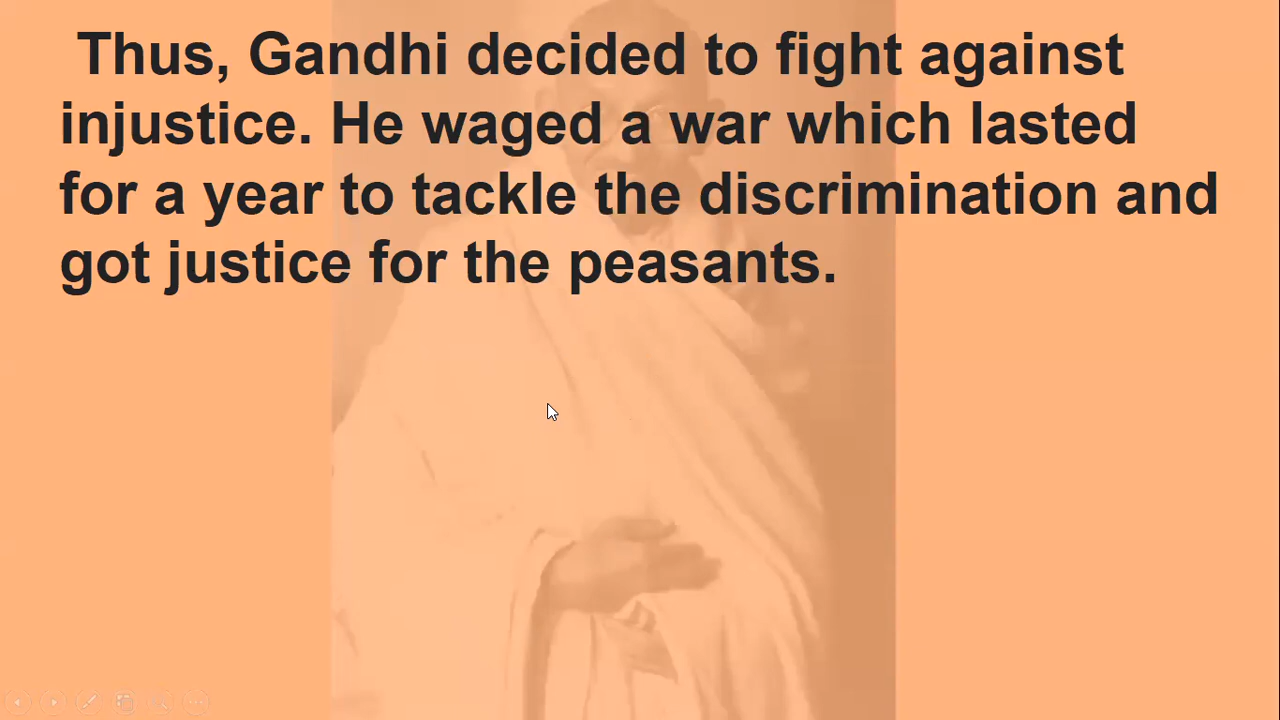 Thus, Gandhi decided to fight against
injustice. He waged a war which lasted
for a year to tackle the discrimination and
got justice for the peasants.